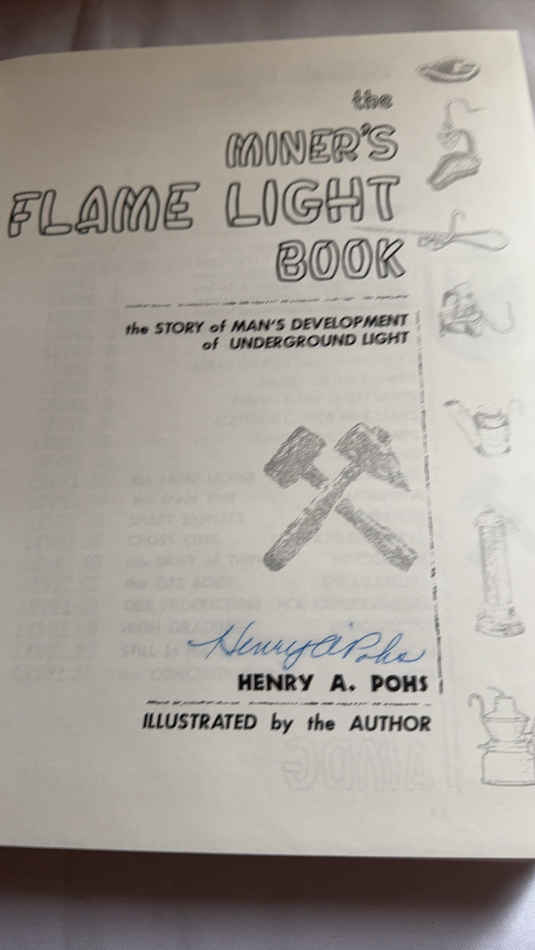 the
MINER'S
FLAME LIGHT
BOOK
the STORY of MAN'S DEVELOPMENT
of UNDERGROUND LIGHT
Henry A Pohs
HENRY A. POHS
ILLUSTRATED by the AUTHOR